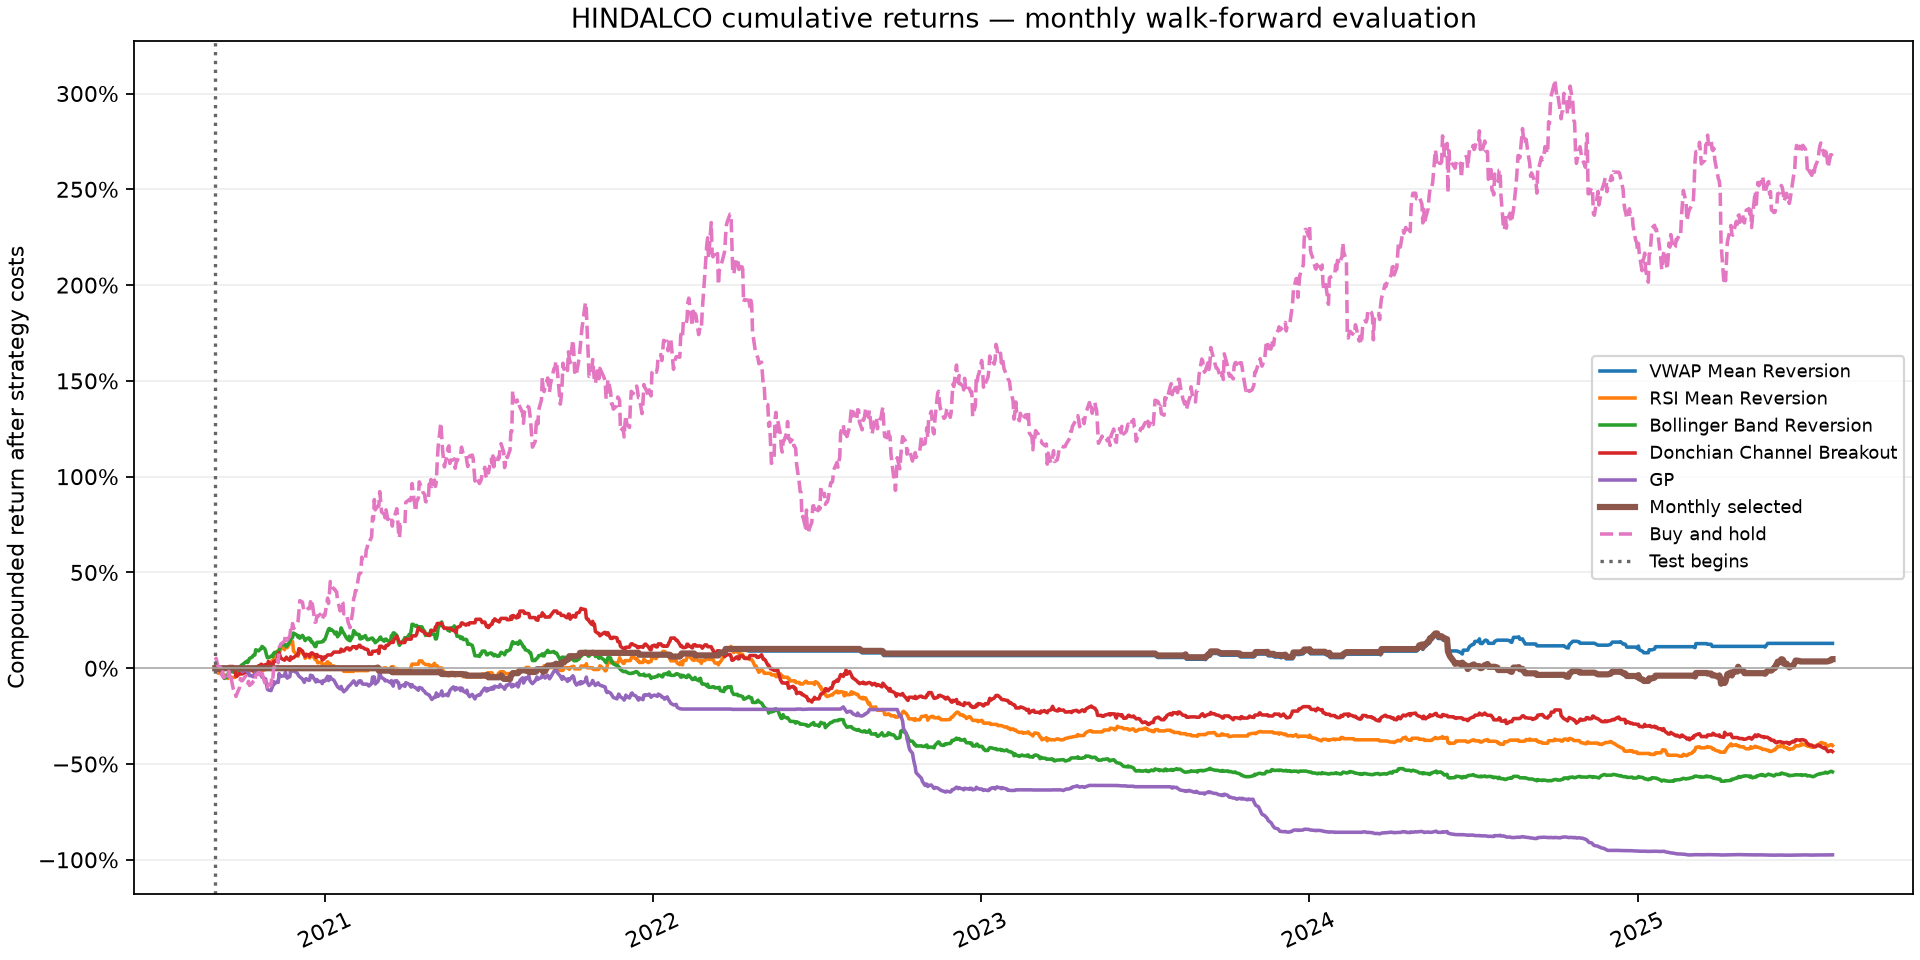 HINDALCO cumulative returns — monthly walk-forward evaluation
Compounded return after strategy costs
300%
250%
200%
150%
100%
50%
0%
−50%
−100%
VWAP Mean Reversion
RSI Mean Reversion
Bollinger Band Reversion
Donchian Channel Breakout
GP
Monthly selected
Buy and hold
Test begins
2021
2022
2023
2024
2025